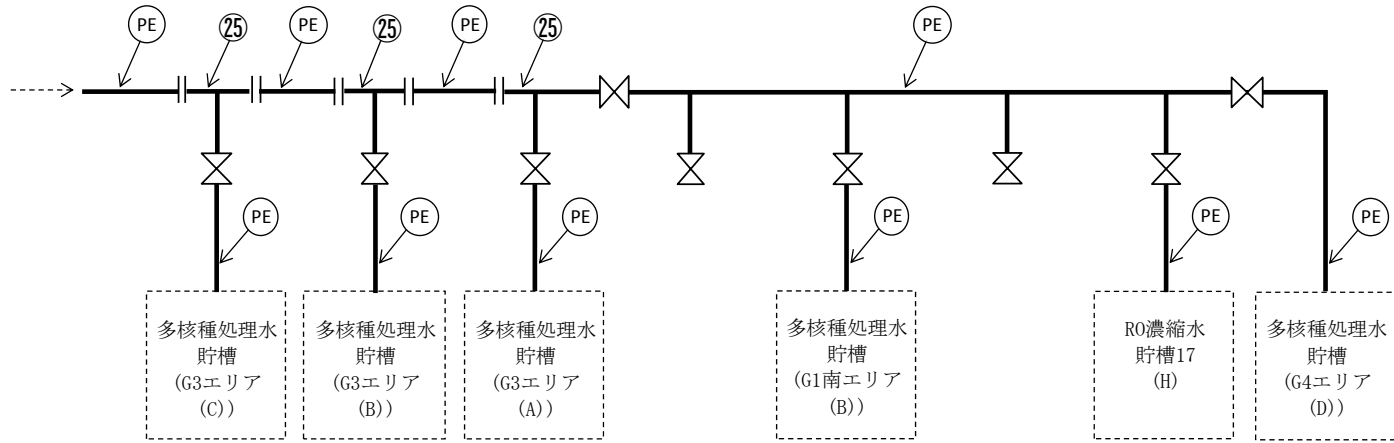 PE
㉕
PE
㉕
PE
㉕
PE
PE
PE
PE
PE
PE
PE
多核種処理水
貯槽
(G3エリア
(C))
多核種処理水
貯槽
(G3エリア
(B))
多核種処理水
貯槽
(G3エリア
(A))
多核種処理水
貯槽
(G1南エリア
(B))
RO濃縮水
貯槽17
(H)
多核種処理水
貯槽
(G4エリア
(D))